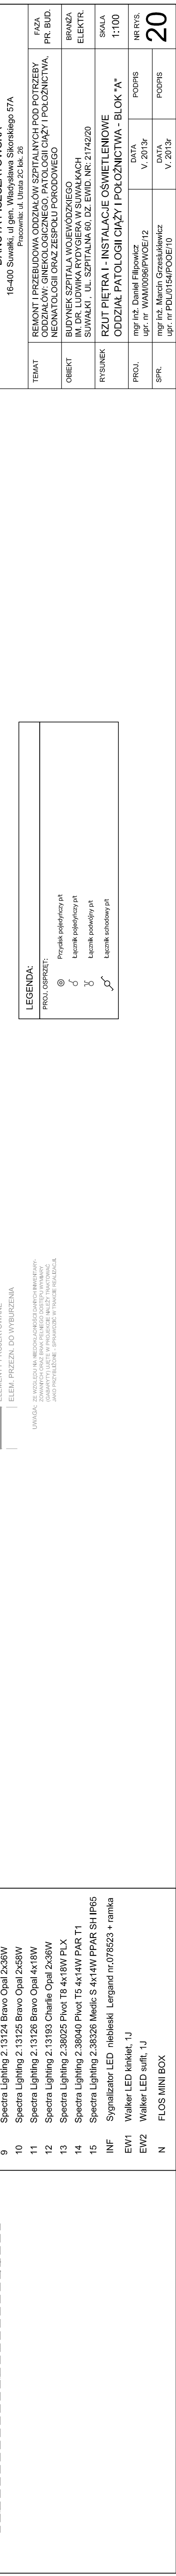 9 Spectra Lighting 2.13124 Bravo Opal 2x36W
10 Spectra Lighting 2.13125 Bravo Opal 2x58W
11 Spectra Lighting 2.13126 Bravo Opal 4x18W
12 Spectra Lighting 2.13193 Charlie Opal 2x36W
13 Spectra Lighting 2.38025 Pivot T8 4x18W PLX
14 Spectra Lighting 2.38040 Pivot T5 4x14W PAR T1
15 Spectra Lighting 2.38326 Medic S 4x14W PPAR SH IP65
INF Sygnalizator LED niebieski Lergand nr.078523 + ramka
EW1 Walker LED kinkiet, 1J
EW2 Walker LED sufit, 1J
N FLOS MINI BOX
ELEM. PRZEZN. DO WYBURZENIA
UWAGA: ZE WZGLĘDU NA
LEGENDA:
PROJ. OSPRZĘT:
Przycisk pojedyńczy p/t
Łącznik pojedyńczy p/t
Łącznik podwójny p/t
Łącznik schodowy p/t
16-400 Suwałki, ul gen. Władysława Sikorskiego 57A
Pracownia: ul. Utrata 2C lok. 26
TEMAT
REMONT I PRZEBUDOWA ODDZIAŁÓW SZPITALNYCH POD POTRZEBY
ODDZIAŁÓW: GINEKOLOGICZNEGO, PATOLOGII CIĄŻY I POŁOŻNICTWA,
NEONATOLOGII ORAZ ZESPOŁU PORODOWEGO
FAZA
PR. BUD.
OBIEKT
BUDYNEK SZPITALA WOJEWÓDZKIEGO
IM. DR. LUDWIKA RYDYGIERA W SUWAŁKACH
SUWAŁKI , UL. SZPITALNA 60, DZ. EWID. NR: 21742/20
BRANŻA
ELEKTR.
RYSUNEK
RZUT PIĘTRA I - INSTALACJE OŚWIETLENIOWE
ODDZIAŁ PATOLOGII CIĄŻY I POŁOŻNICTWA - BLOK "A"
SKALA
1:100
PROJ.
mgr inż. Daniel Filipowicz
upr. nr WAM/0096/PWOE/12
DATA
V. 2013r
PODPIS
NR RYS.
20
SPR.
mgr inż. Marcin Grzesiukiewicz
upr. nr PDL/0154/POOE/10
DATA
V. 2013r
PODPIS